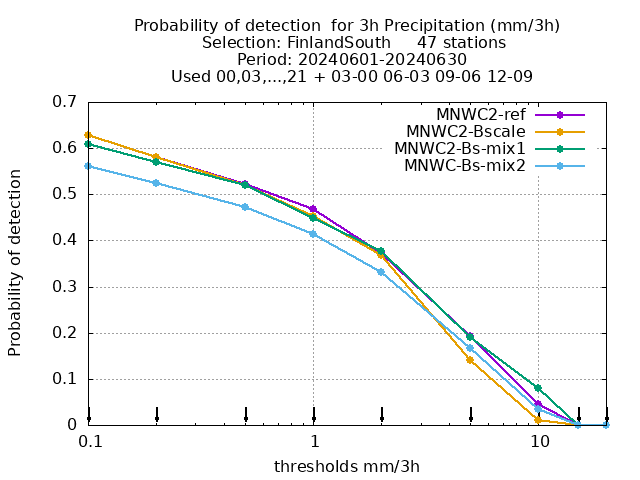 Probability of detection  for 3h Precipitation (mm/3h)
Selection: FinlandSouth     47 stations
Period: 20240601-20240630
Used 00,03,...,21 + 03-00 06-03 09-06 12-09
MNWC2-ref
MNWC2-Bscale
MNWC2-Bs-mix1
MNWC-Bs-mix2
Probability of detection
0.7
0.6
0.5
0.4
0.3
0.2
0.1
0
0.1
1
10
thresholds mm/3h